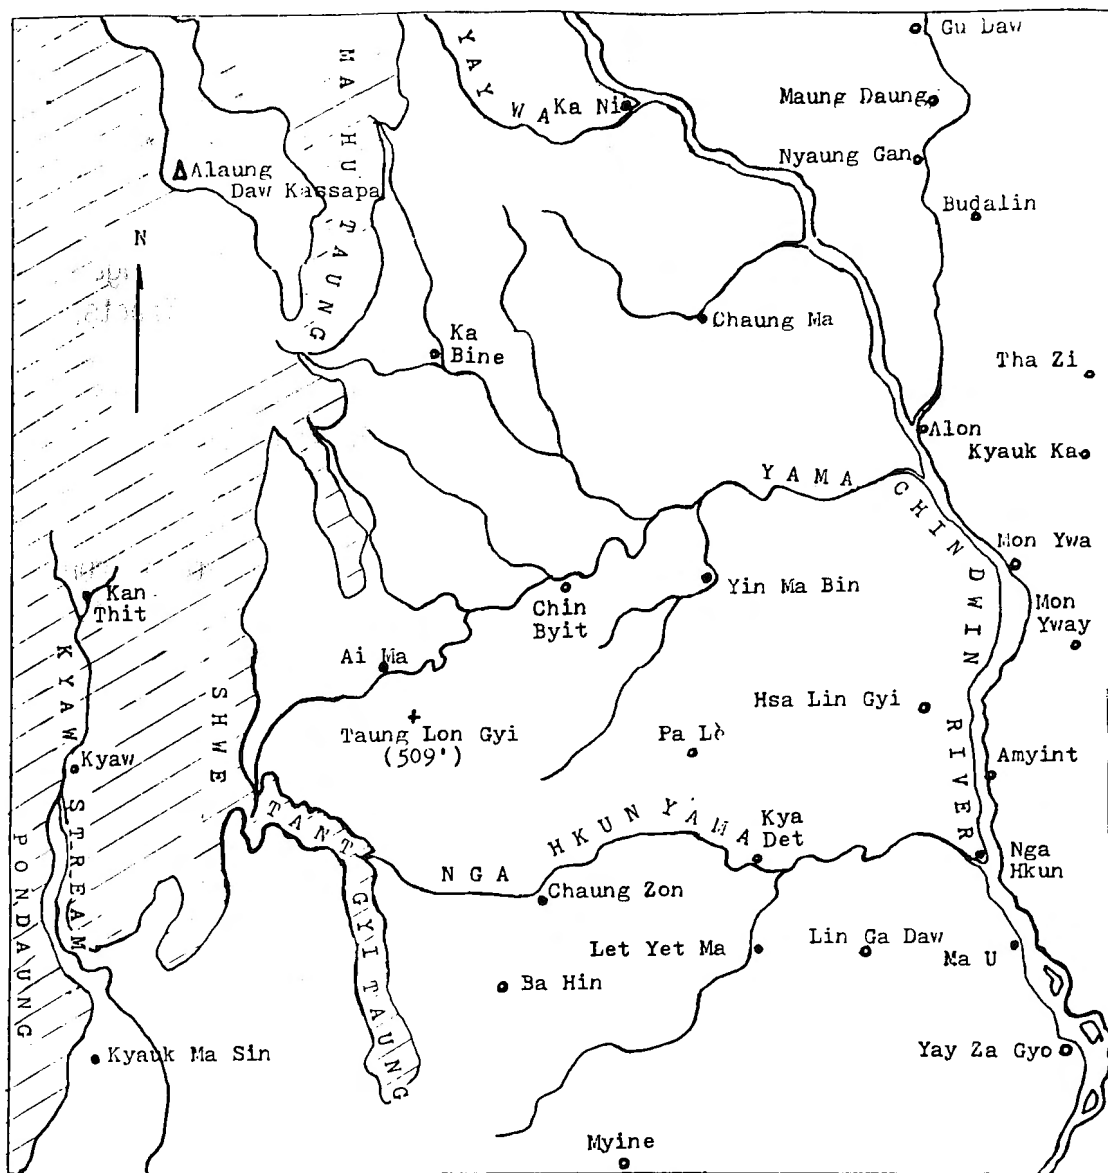 Gu Daw
MA HU TAUNG
YAY WA
Ka Ni
Maung Daung
Nyaung Gan
Alaung
Daw Kassapa
Budalin
N
Chaung Ma
Ka
Bine
Tha Zi
Alon
Kyauk Ka
YAMA
CHINDWIN RIVER
Mon Ywa
Kan
Thit
Chin
Byit
Yin Ma Bin
Mon
Yway
KYAW STREAM
Ai Ma
SHWE TANT GYI TAUNG
Taung Lon Gyi
(509')
Hsa Lin Gyi
Pa Lè
Kyaw
Amyint
PONDAUNG
NGA HKUN YAMA
Kya
Det
Nga
Hkun
Chaung Zon
Let Yet Ma
Lin Ga Daw
Ma U
Ba Hin
Kyauk Ma Sin
Yay Za Gyo
Myine